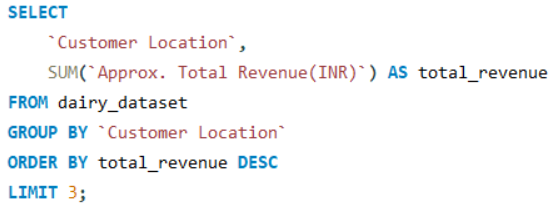 SELECT
    `Customer Location`,
    SUM(`Approx. Total Revenue(INR)`) AS total_revenue
FROM dairy_dataset
GROUP BY `Customer Location`
ORDER BY total_revenue DESC
LIMIT 3;